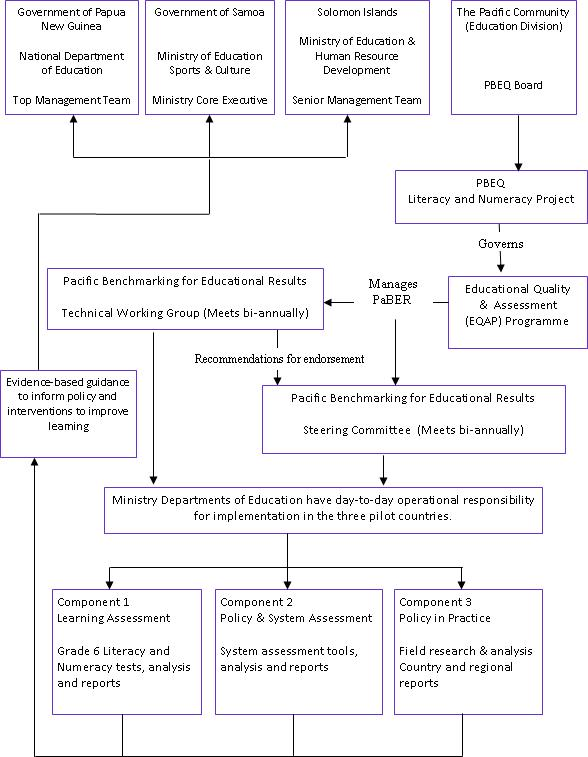 Government of Papua
New Guinea
National Department
of Education
Top Management Team
Government of Samoa
Ministry of Education
Sports & Culture
Ministry Core Executive
Solomon Islands
Ministry of Education &
Human Resource
Development
Senior Management Team
The Pacific Community
(Education Division)
PBEQ Board
PBEQ
Literacy and Numeracy Project
Governs
Educational Quality
& Assessment
(EQAP) Programme
Manages
PaBER
Pacific Benchmarking for Educational Results
Technical Working Group (Meets bi-annually)
Recommendations for endorsement
Pacific Benchmarking for Educational Results
Steering Committee (Meets bi-annually)
Evidence-based guidance
to inform policy and
interventions to improve
learning
Ministry Departments of Education have day-to-day operational responsibility
for implementation in the three pilot countries.
Component 1
Learning Assessment
Grade 6 Literacy and
Numeracy tests, analysis
and reports
Component 2
Policy & System Assessment
System assessment tools,
analysis and reports
Component 3
Policy in Practice
Field research & analysis
Country and regional
reports